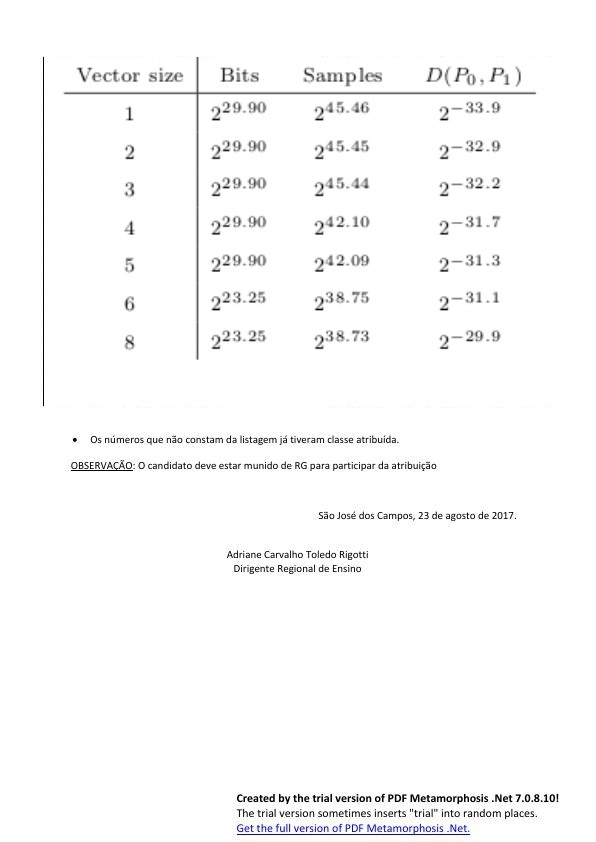 Vector size Bits Samples D(P₀, P₁)
1 2^29.90 2^45.46 2^−33.9
2 2^29.90 2^45.45 2^−32.9
3 2^29.90 2^45.44 2^−32.2
4 2^29.90 2^42.10 2^−31.7
5 2^29.90 2^42.09 2^−31.3
6 2^23.25 2^38.75 2^−31.1
8 2^23.25 2^38.73 2^−29.9
• Os números que não constam da listagem já tiveram classe atribuída.
OBSERVAÇÃO: O candidato deve estar munido de RG para participar da atribuição
São José dos Campos, 23 de agosto de 2017.
Adriane Carvalho Toledo Rigotti
Dirigente Regional de Ensino
Created by the trial version of PDF Metamorphosis .Net 7.0.8.10!
The trial version sometimes inserts "trial" into random places.
Get the full version of PDF Metamorphosis .Net.